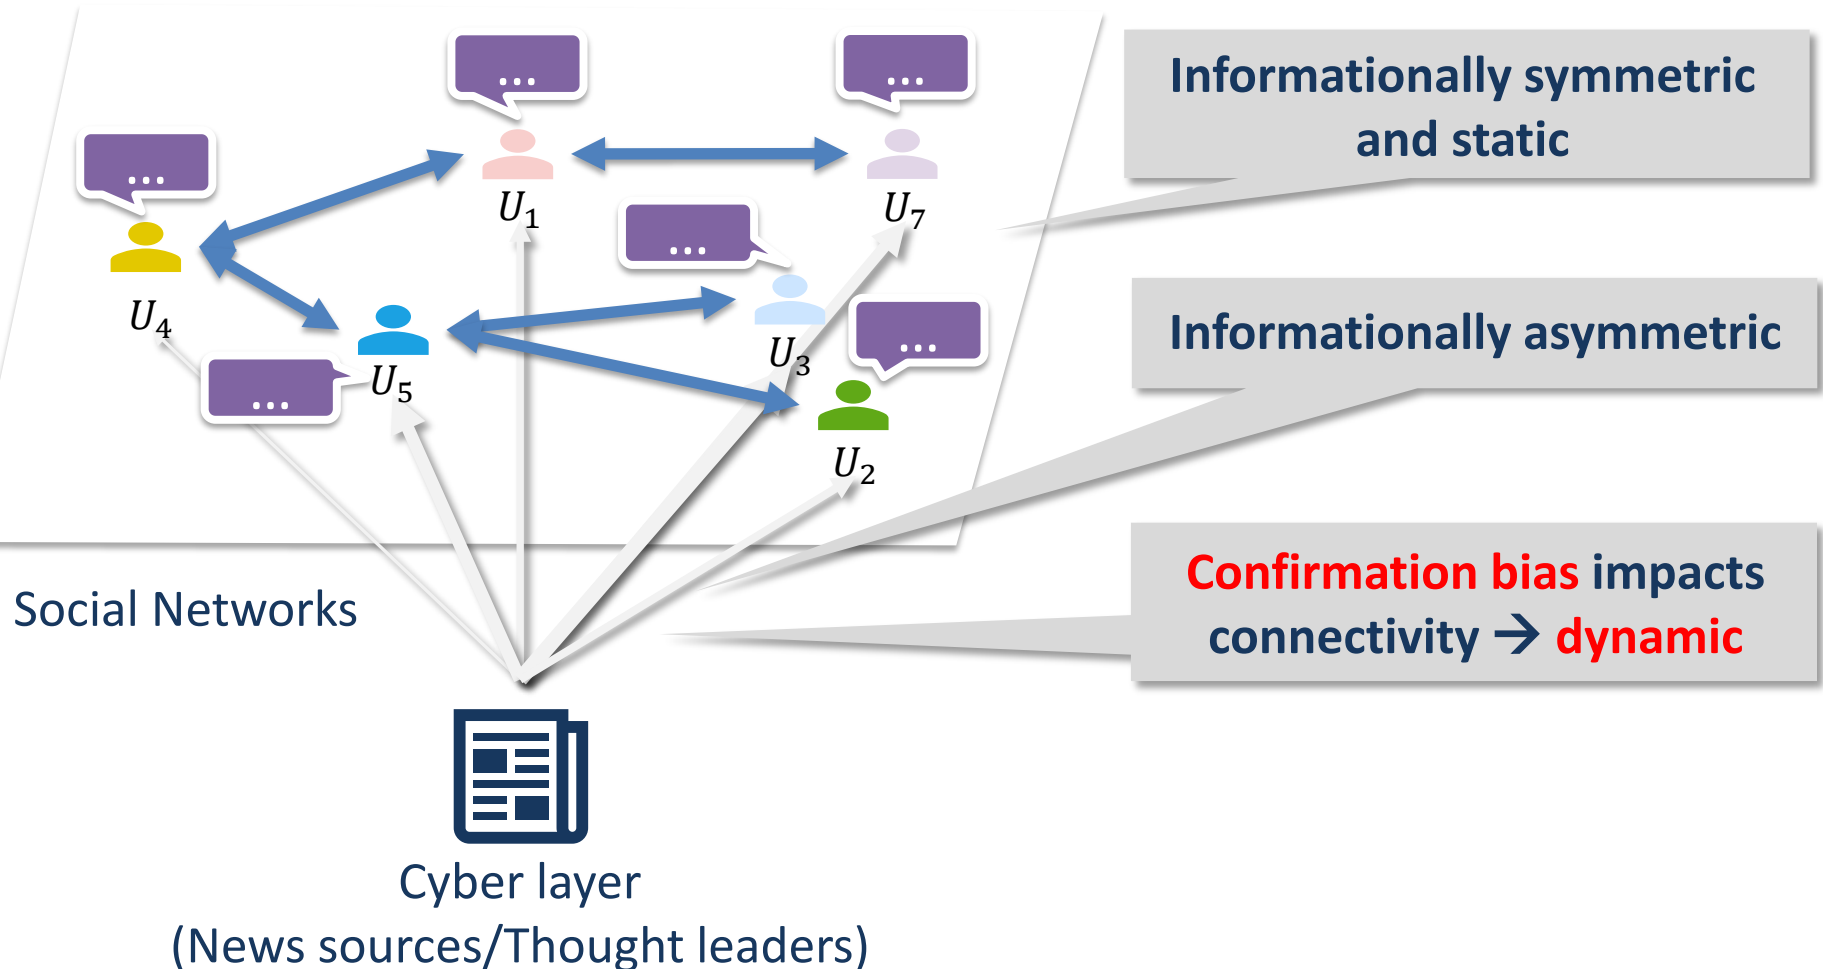 ...
...
...
Informationally symmetric
and static
U1
U7
...
U4
...
Informationally asymmetric
U3
...
U5
U2
Social Networks
Confirmation bias impacts
connectivity → dynamic
Cyber layer
(News sources/Thought leaders)